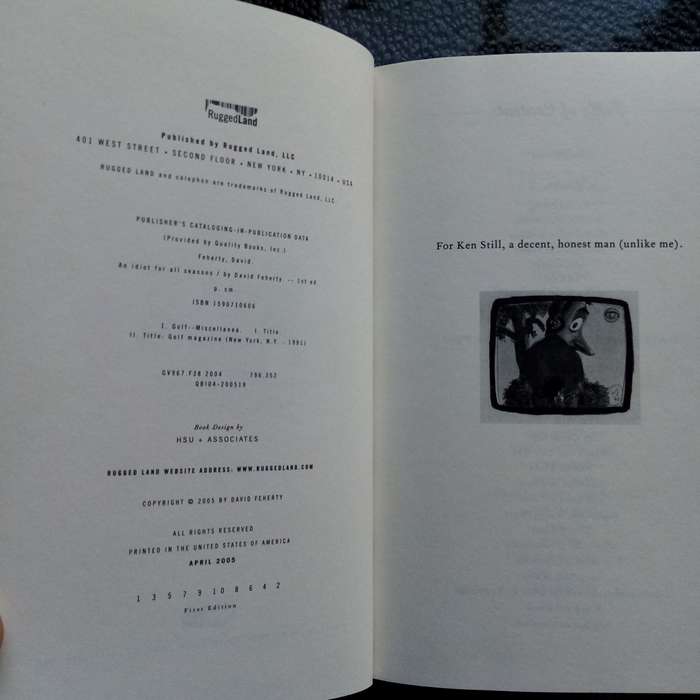 RuggedLand
Published by Rugged Land, LLC
401 WEST STREET • SECOND FLOOR • NEW YORK • NY • 10014 • USA
RUGGED LAND and colophon are trademarks of Rugged Land, LLC.
PUBLISHER'S CATALOGING-IN-PUBLICATION DATA
(Provided by Quality Books, Inc.)
Feherty, David.
An idiot for all seasons / by David Feherty. -- 1st ed.
p. cm.
ISBN 1590710606
1. Golf--Miscellanea. I. Title.
II. Title: Golf magazine (New York, N.Y. : 1991)
GV967.F28 2004 796.352
QBI04-200519
Book Design by
HSU + ASSOCIATES
RUGGED LAND WEBSITE ADDRESS: WWW.RUGGEDLAND.COM
COPYRIGHT © 2005 BY DAVID FEHERTY
ALL RIGHTS RESERVED
PRINTED IN THE UNITED STATES OF AMERICA
APRIL 2005
1 3 5 7 9 10 8 6 4 2
First Edition
For Ken Still, a decent, honest man (unlike me).